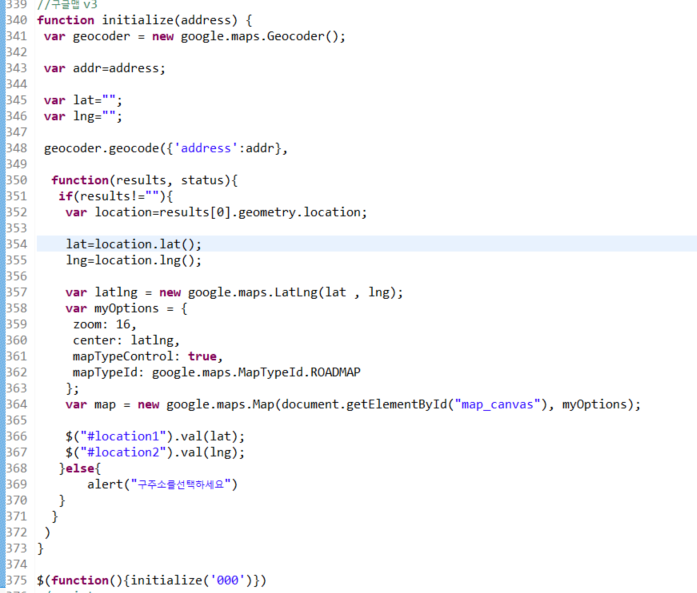 339 //구글맵 v3
340 function initialize(address) {
341 var geocoder = new google.maps.Geocoder();
342
343 var addr=address;
344
345 var lat="";
346 var lng="";
347
348 geocoder.geocode({'address':addr},
349
350 function(results, status){
351 if(results!=""){
352 var location=results[0].geometry.location;
353
354 lat=location.lat();
355 lng=location.lng();
356
357 var latlng = new google.maps.LatLng(lat , lng);
358 var myOptions = {
359 zoom: 16,
360 center: latlng,
361 mapTypeControl: true,
362 mapTypeId: google.maps.MapTypeId.ROADMAP
363 };
364 var map = new google.maps.Map(document.getElementById("map_canvas"), myOptions);
365
366 $("#location1").val(lat);
367 $("#location2").val(lng);
368 }else{
369 alert("구주소를선택하세요")
370 }
371 }
372 )
373 }
374
375 $(function(){initialize('000')})